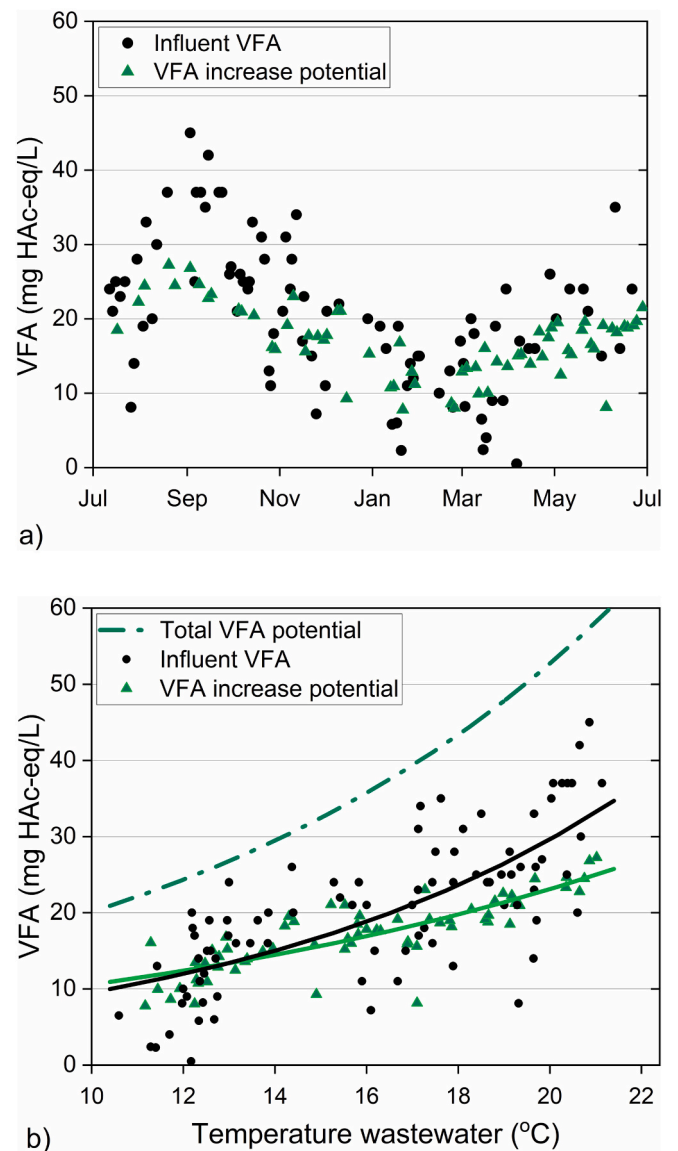 60
Influent VFA
VFA increase potential
50
40
30
20
10
0
VFA (mg HAc-eq/L)
Jul Sep Nov Jan Mar May Jul
a)
60
Total VFA potential
Influent VFA
VFA increase potential
50
40
30
20
10
0
VFA (mg HAc-eq/L)
10 12 14 16 18 20 22
b) Temperature wastewater (°C)